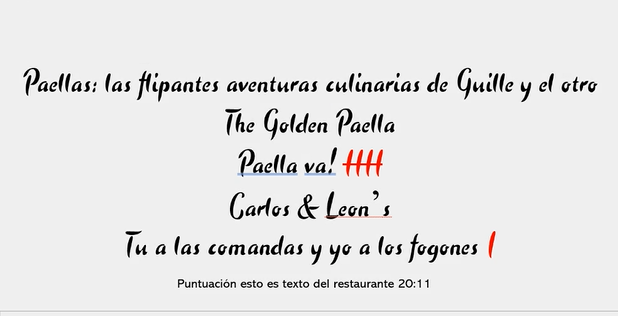 Paellas: las flipantes aventuras culinarias de Guille y el otro
The Golden Paella
Paella va! HHH
Carlos & Leon's
Tu a las comandas y yo a los fogones |
Puntuación esto es texto del restaurante 20:11